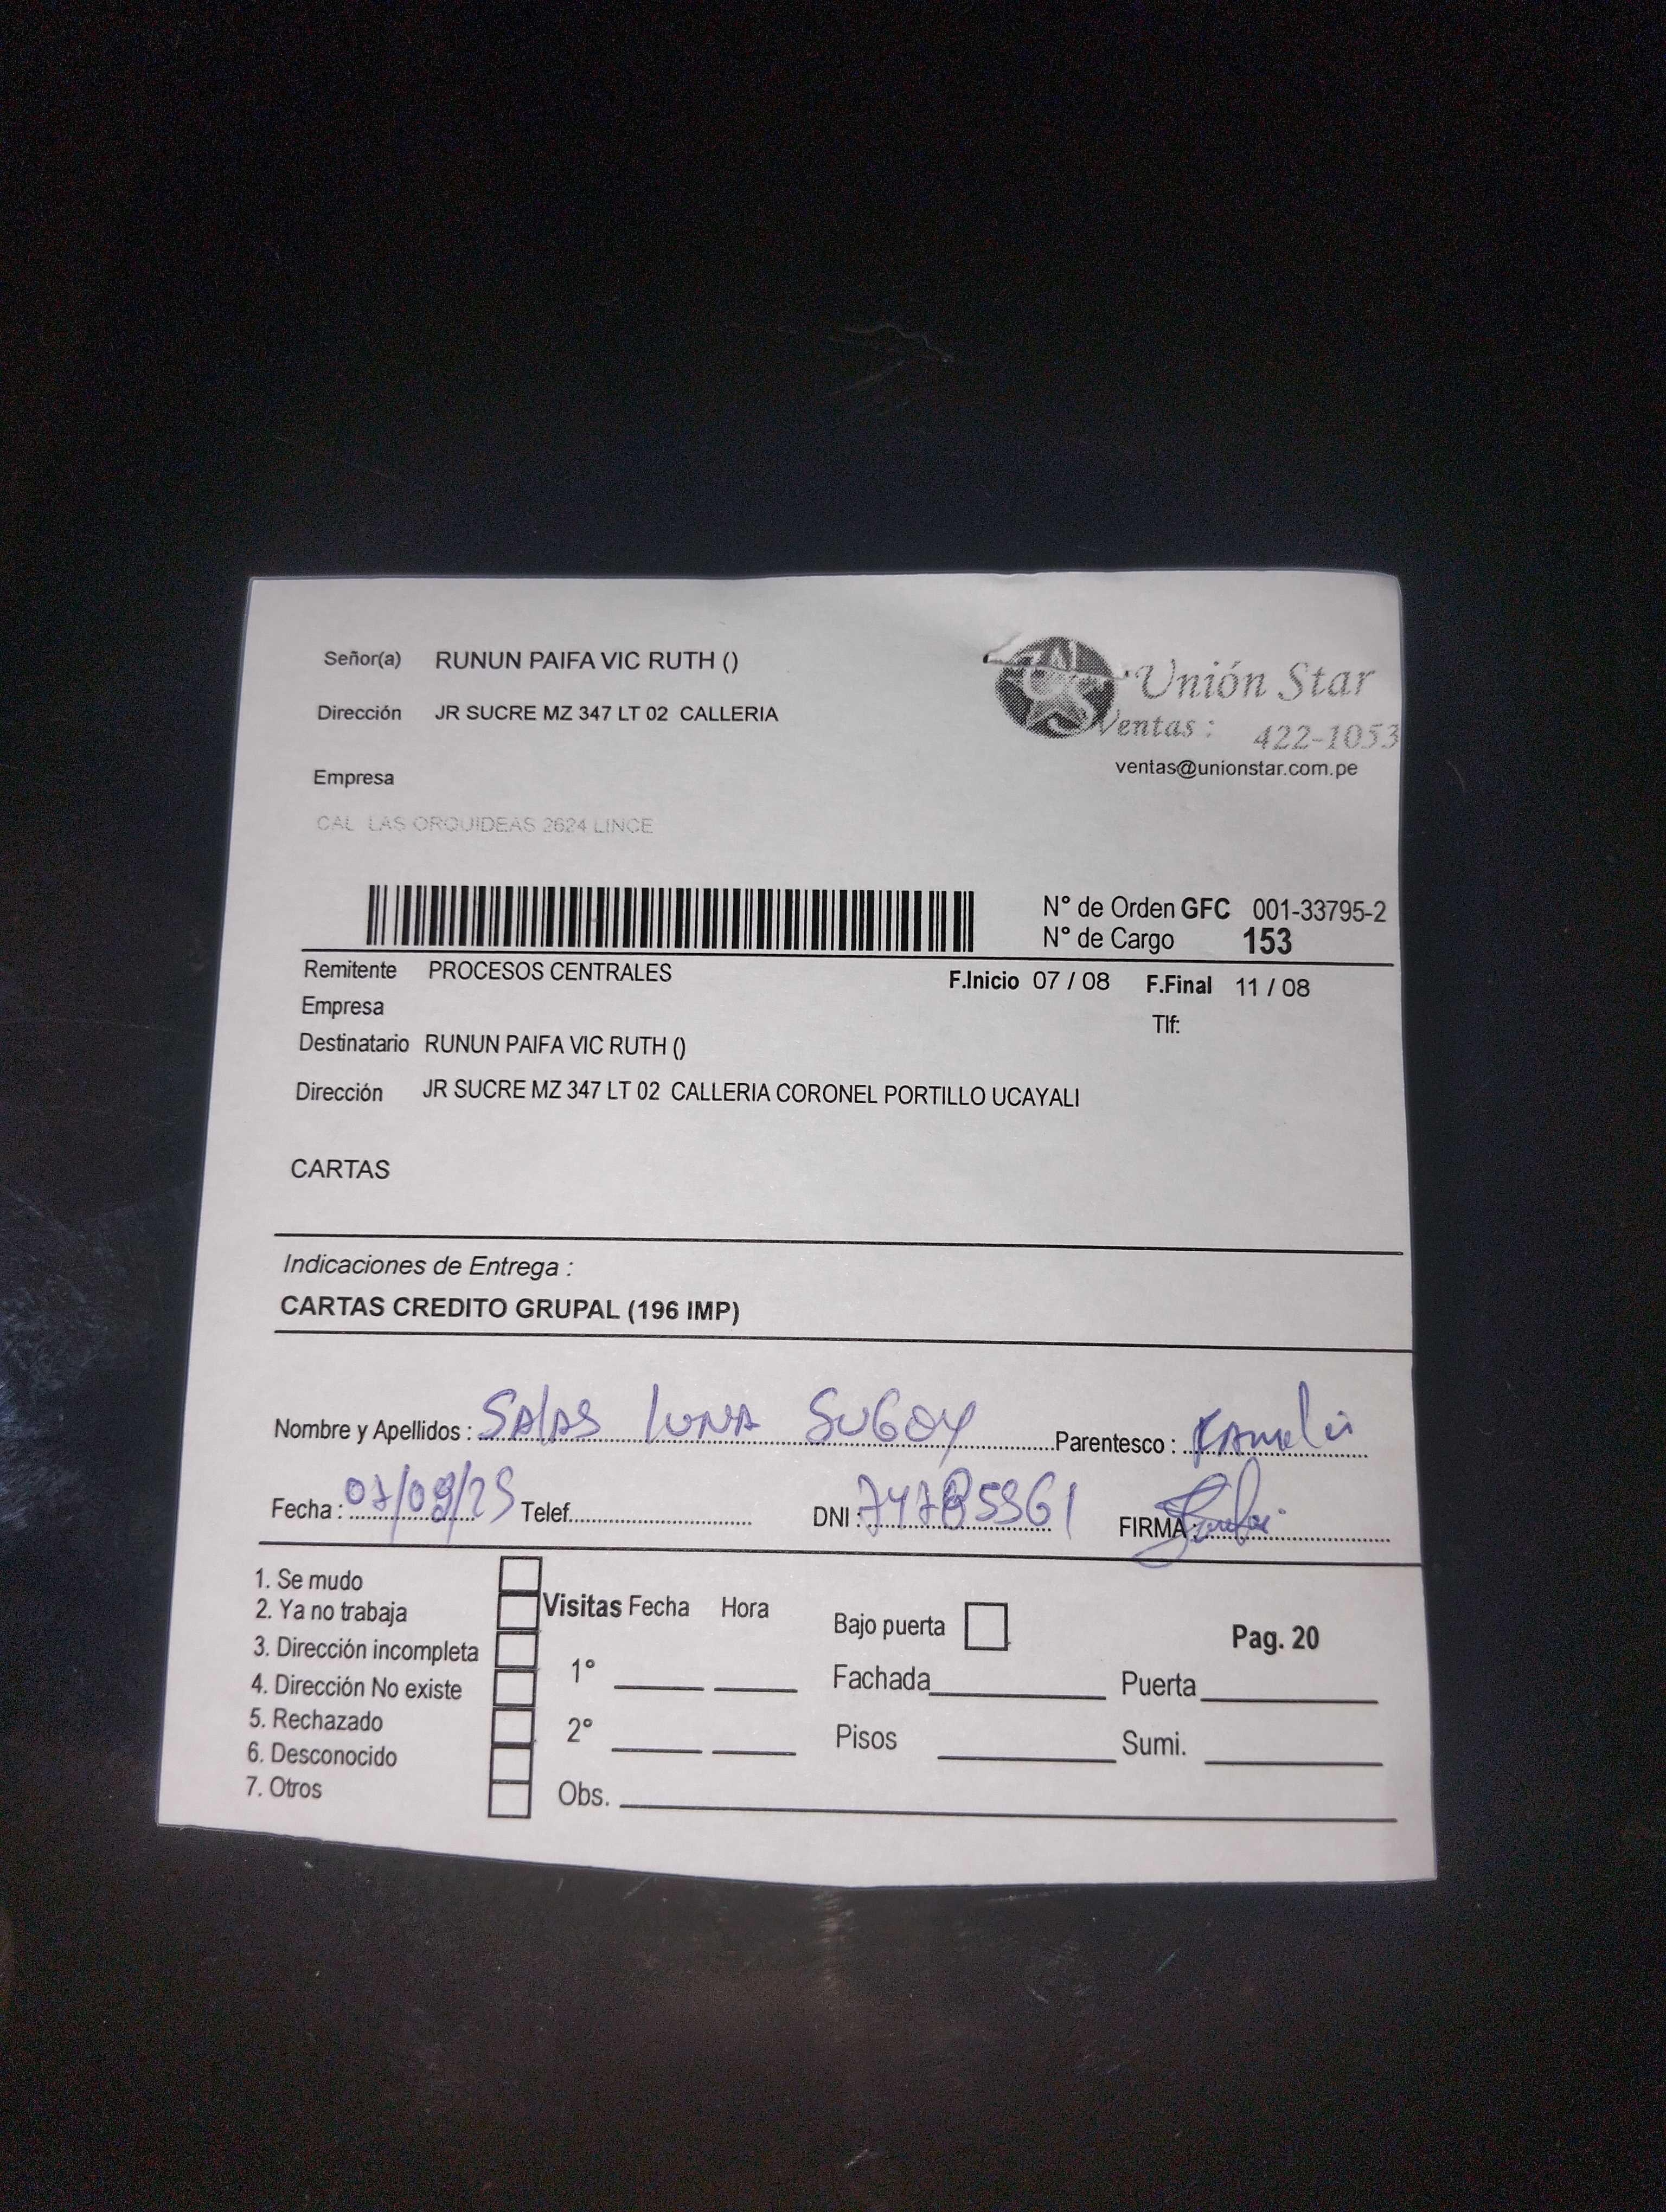 Señor(a) RUNUN PAIFA VIC RUTH ()
Dirección JR SUCRE MZ 347 LT 02 CALLERIA
Unión Star
Ventas : 422-1053
ventas@unionstar.com.pe
Empresa
CAL LAS ORQUIDEAS 2624 LINCE
N° de Orden GFC 001-33795-2
N° de Cargo 153
Remitente PROCESOS CENTRALES F.Inicio 07 / 08 F.Final 11 / 08
Empresa
Tlf:
Destinatario RUNUN PAIFA VIC RUTH ()
Dirección JR SUCRE MZ 347 LT 02 CALLERIA CORONEL PORTILLO UCAYALI
CARTAS
Indicaciones de Entrega :
CARTAS CREDITO GRUPAL (196 IMP)
Nombre y Apellidos : SALAS LUNA Parentesco :
Fecha : Telef. DNI : FIRMA :
1. Se mudo
2. Ya no trabaja
3. Dirección incompleta
4. Dirección No existe
5. Rechazado
6. Desconocido
7. Otros
Visitas Fecha Hora
1°
2°
Obs.
Bajo puerta Pag. 20
Fachada Puerta
Pisos Sumi.